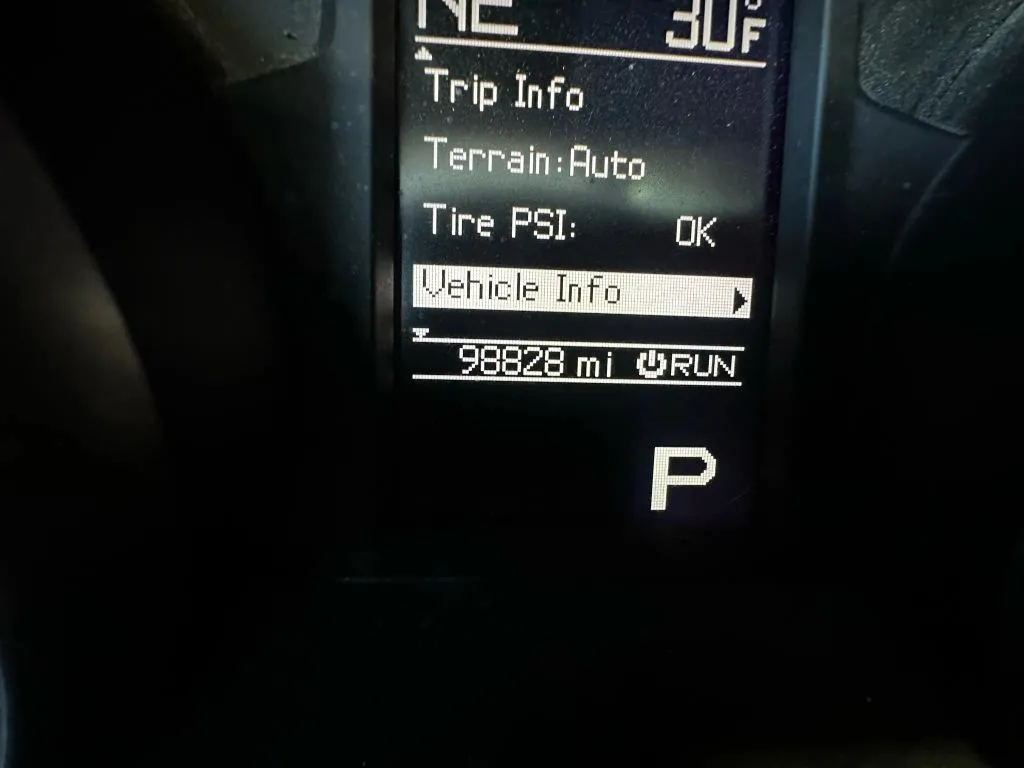 NE 30°F
Trip Info
Terrain:Auto
Tire PSI: OK
Vehicle Info
98828 mi RUN
P